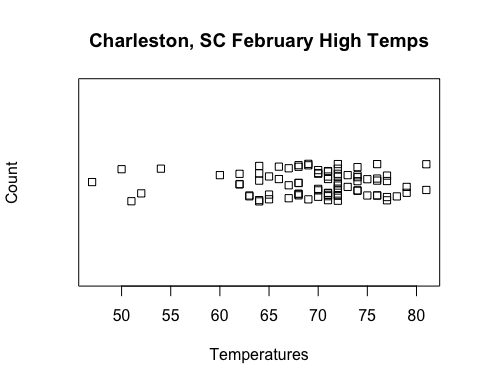 Charleston, SC February High Temps
Count
50 55 60 65 70 75 80
Temperatures